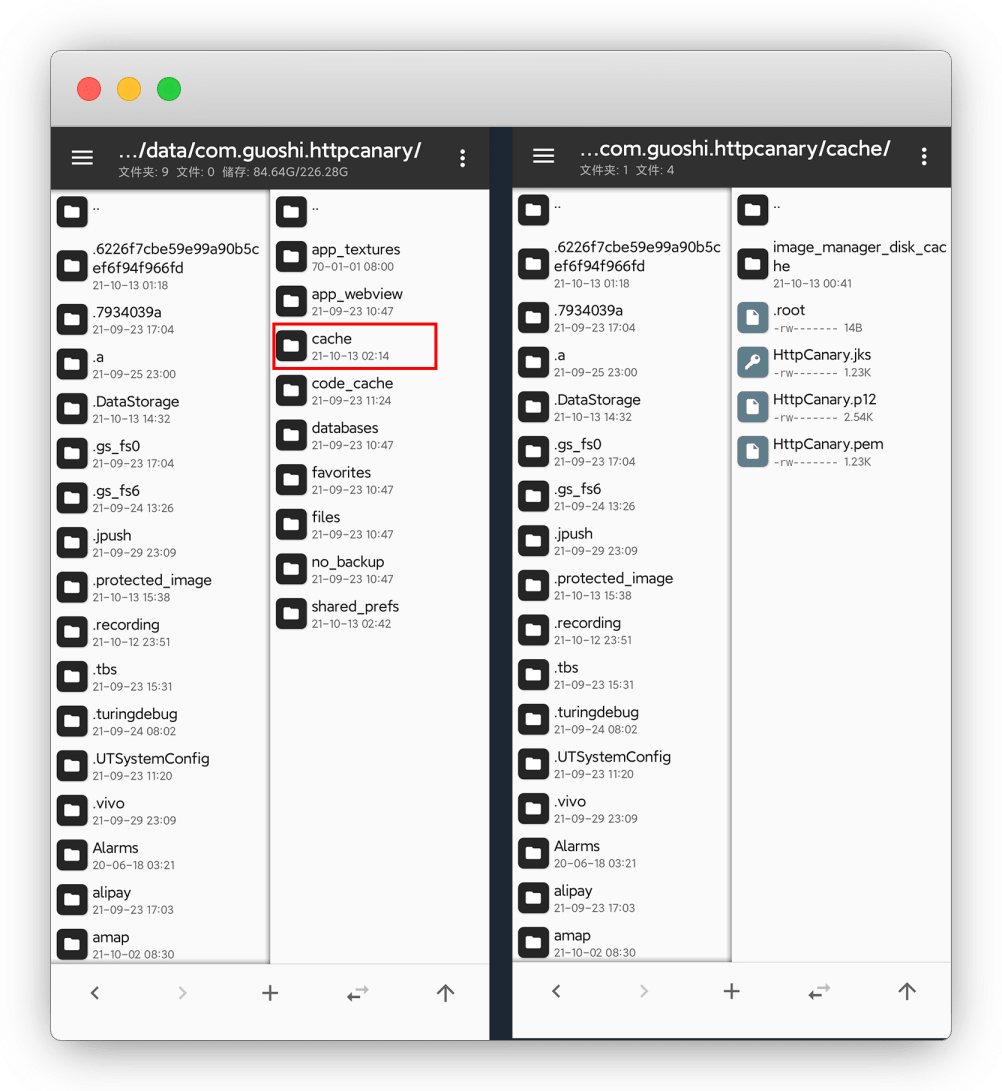 .../data/com.guoshi.httpcanary/
文件夹: 9 文件: 0 储存: 84.64G/226.28G
..
.6226f7cbe59e99a90b5c
ef6f94f966fd
21-10-13 01:18
.7934039a
21-09-23 17:04
.a
21-09-25 23:00
.DataStorage
21-10-13 14:32
.gs_fs0
21-09-23 17:04
.gs_fs6
21-09-24 13:26
.jpush
21-09-29 23:09
.protected_image
21-10-13 15:38
.recording
21-10-12 23:51
.tbs
21-09-23 15:31
.turingdebug
21-09-24 08:02
.UTSystemConfig
21-09-23 11:20
.vivo
21-09-29 23:09
Alarms
20-06-18 03:21
alipay
21-09-23 17:03
amap
21-10-02 08:30
..
app_textures
70-01-01 08:00
app_webview
21-09-23 10:47
cache
21-10-13 02:14
code_cache
21-09-23 11:24
databases
21-09-23 10:47
favorites
21-09-23 10:47
files
21-09-23 10:47
no_backup
21-09-23 10:47
shared_prefs
21-10-13 02:42
...com.guoshi.httpcanary/cache/
文件夹: 1 文件: 4
..
.6226f7cbe59e99a90b5c
ef6f94f966fd
21-10-13 01:18
.7934039a
21-09-23 17:04
.a
21-09-25 23:00
.DataStorage
21-10-13 14:32
.gs_fs0
21-09-23 17:04
.gs_fs6
21-09-24 13:26
.jpush
21-09-29 23:09
.protected_image
21-10-13 15:38
.recording
21-10-12 23:51
.tbs
21-09-23 15:31
.turingdebug
21-09-24 08:02
.UTSystemConfig
21-09-23 11:20
.vivo
21-09-29 23:09
Alarms
20-06-18 03:21
alipay
21-09-23 17:03
amap
21-10-02 08:30
..
image_manager_disk_cac
he
21-10-13 00:41
.root
-rw------- 14B
HttpCanary.jks
-rw------- 1.23K
HttpCanary.p12
-rw------- 2.54K
HttpCanary.pem
-rw------- 1.23K